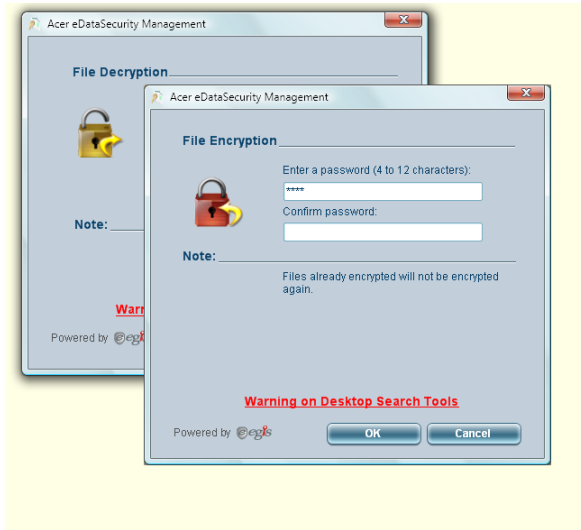 Acer eDataSecurity Management
File Decryption
Note:
Warr
Powered by egi
Acer eDataSecurity Management
File Encryption
Enter a password (4 to 12 characters):
****
Confirm password:
Note:
Files already encrypted will not be encrypted
again.
Warning on Desktop Search Tools
Powered by egis
OK
Cancel